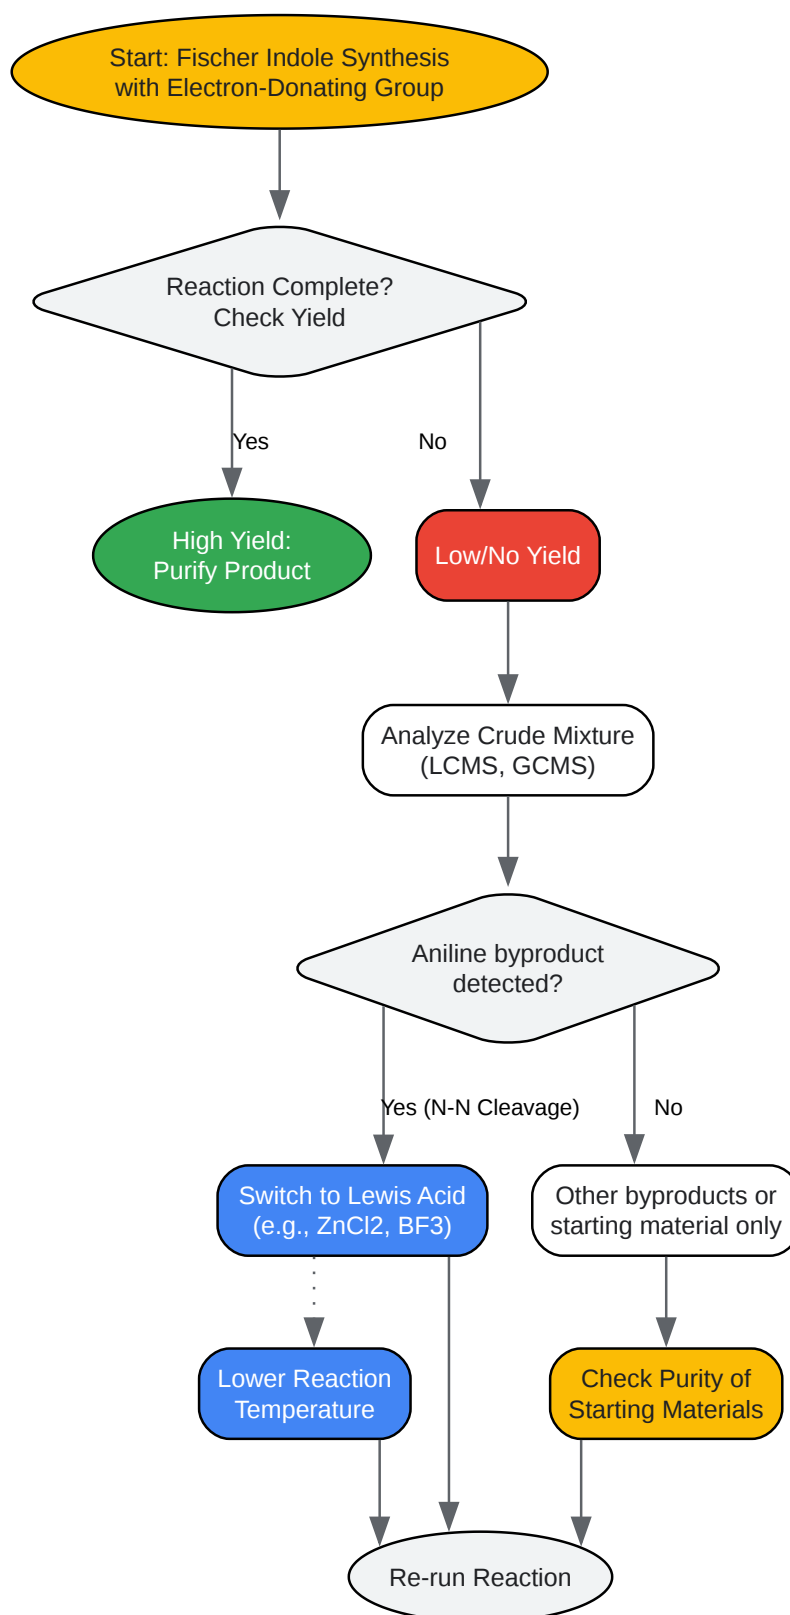 Start: Fischer Indole Synthesis
with Electron-Donating Group
Reaction Complete?
Check Yield
Yes
No
High Yield:
Purify Product
Low/No Yield
Analyze Crude Mixture
(LCMS, GCMS)
Aniline byproduct
detected?
Yes (N-N Cleavage)
No
Switch to Lewis Acid
(e.g., ZnCl2, BF3)
Other byproducts or
starting material only
Lower Reaction
Temperature
Check Purity of
Starting Materials
Re-run Reaction